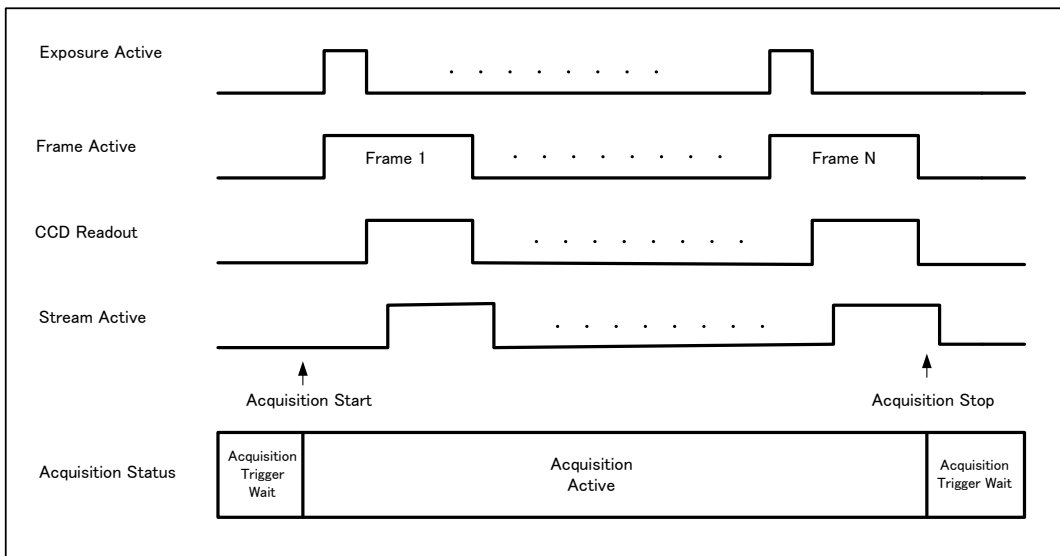 Exposure Active
Frame Active
Frame 1
Frame N
CCD Readout
Stream Active
Acquisition Start
Acquisition Stop
Acquisition Status
Acquisition
Trigger
Wait
Acquisition
Active
Acquisition
Trigger Wait